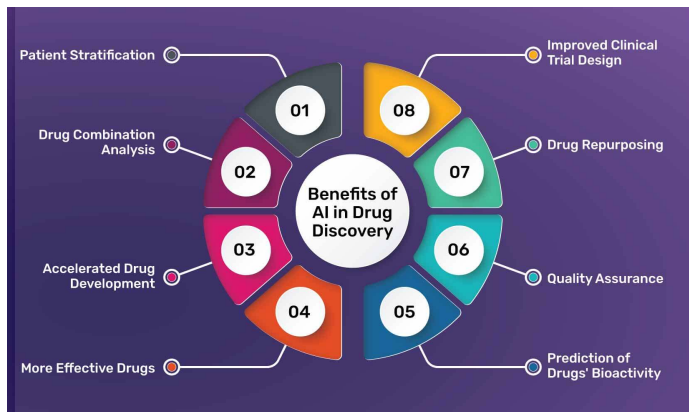 Patient Stratification
01
Drug Combination
Analysis
02
Accelerated Drug
Development
03
More Effective Drugs
04
Benefits of
AI in Drug
Discovery
Improved Clinical
Trial Design
08
Drug Repurposing
07
Quality Assurance
06
Prediction of
Drugs' Bioactivity
05